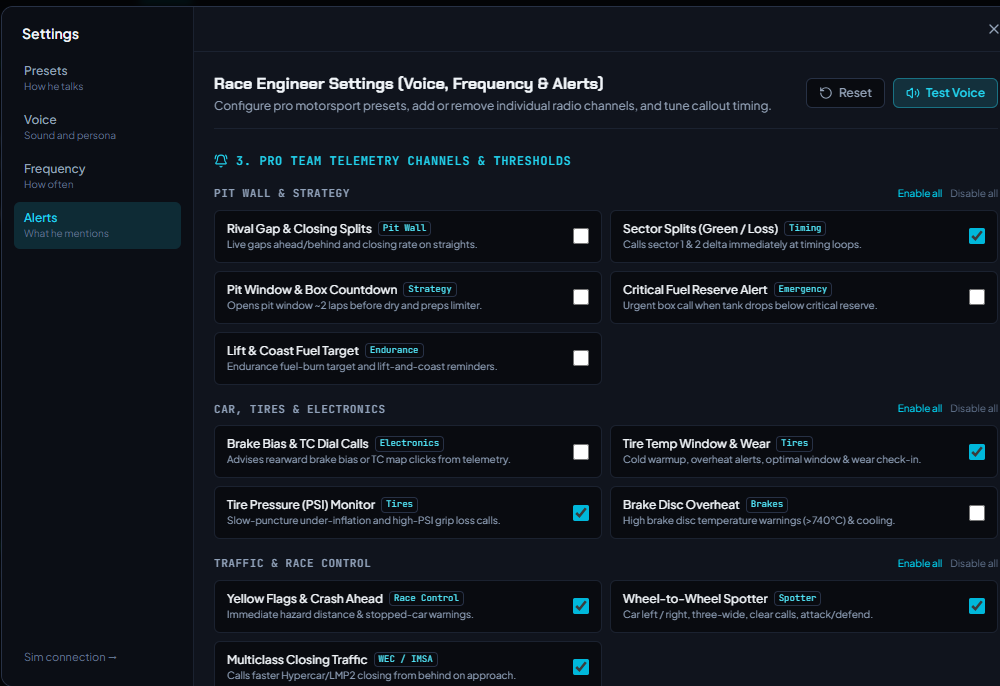 Settings
Presets
How he talks
Voice
Sound and persona
Frequency
How often
Alerts
What he mentions
Sim connection →
Race Engineer Settings (Voice, Frequency & Alerts)
Configure pro motorsport presets, add or remove individual radio channels, and tune callout timing.
Reset
Test Voice
3. PRO TEAM TELEMETRY CHANNELS & THRESHOLDS
PIT WALL & STRATEGY
Enable all Disable all
Rival Gap & Closing Splits Pit Wall
Live gaps ahead/behind and closing rate on straights.
Sector Splits (Green / Loss) Timing
Calls sector 1 & 2 delta immediately at timing loops.
Pit Window & Box Countdown Strategy
Opens pit window ~2 laps before dry and preps limiter.
Critical Fuel Reserve Alert Emergency
Urgent box call when tank drops below critical reserve.
Lift & Coast Fuel Target Endurance
Endurance fuel-burn target and lift-and-coast reminders.
CAR, TIRES & ELECTRONICS
Enable all Disable all
Brake Bias & TC Dial Calls Electronics
Advises rearward brake bias or TC map clicks from telemetry.
Tire Temp Window & Wear Tires
Cold warmup, overheat alerts, optimal window & wear check-in.
Tire Pressure (PSI) Monitor Tires
Slow-puncture under-inflation and high-PSI grip loss calls.
Brake Disc Overheat Brakes
High brake disc temperature warnings (>740°C) & cooling.
TRAFFIC & RACE CONTROL
Enable all Disable all
Yellow Flags & Crash Ahead Race Control
Immediate hazard distance & stopped-car warnings.
Wheel-to-Wheel Spotter Spotter
Car left / right, three-wide, clear calls, attack/defend.
Multiclass Closing Traffic WEC / IMSA
Calls faster Hypercar/LMP2 closing from behind on approach.